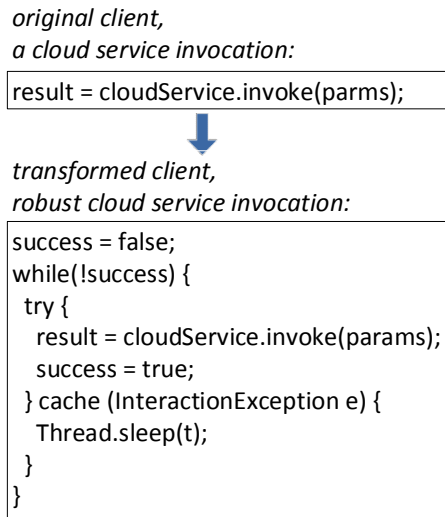 original client,
a cloud service invocation:
result = cloudService.invoke(parms);
transformed client,
robust cloud service invocation:
success = false;
while(!success) {
try {
result = cloudService.invoke(params);
success = true;
} cache (InteractionException e) {
Thread.sleep(t);
}
}